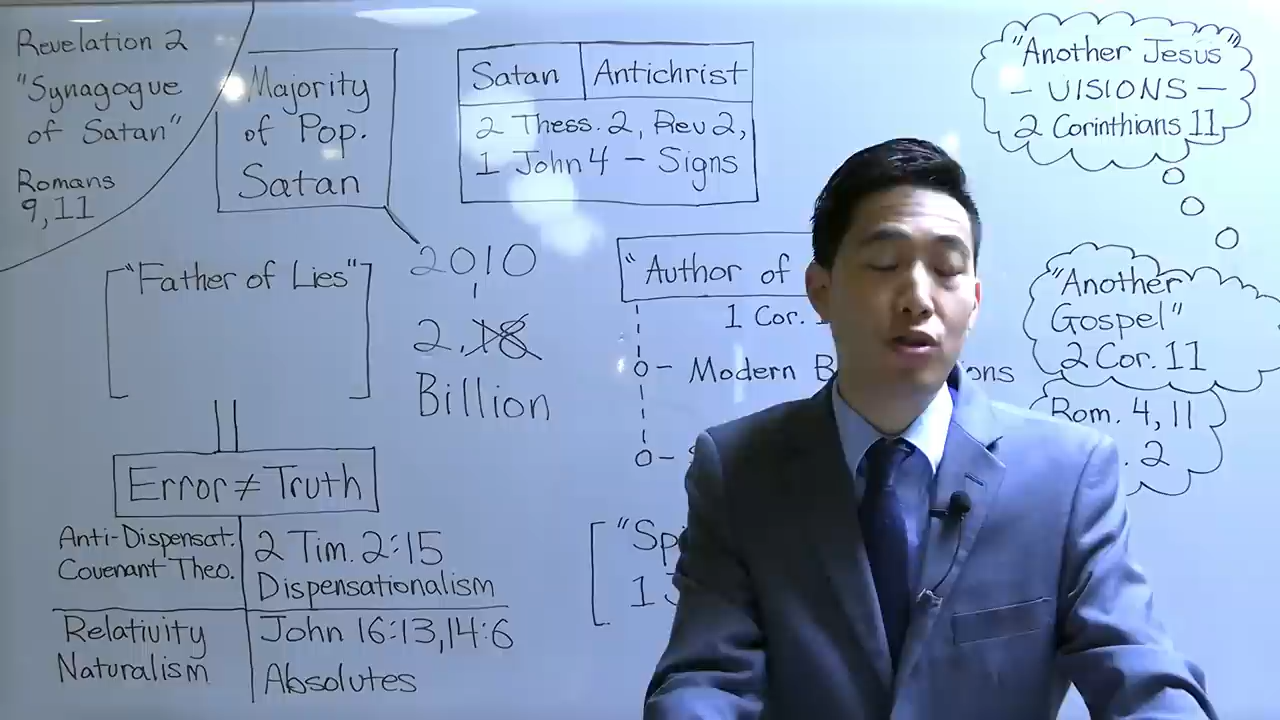 Revelation 2
"Synagogue
of Satan"
Romans
9,11
Majority
of Pop.
Satan
2010
2.18
Billion
Satan
Antichrist
2 Thess. 2, Rev 2,
1 John 4 - Signs
"Another Jesus"
- VISIONS -
2 Corinthians 11
"Father of Lies"
Error ≠ Truth
Anti-Dispensat.
Covenant Theo.
2 Tim. 2:15
Dispensationalism
Relativity
Naturalism
John 16:13,14:6
Absolutes
"Author of
1 Cor.
Modern
"Another
Gospel"
2 Cor. 11
Rom. 4, 11
2